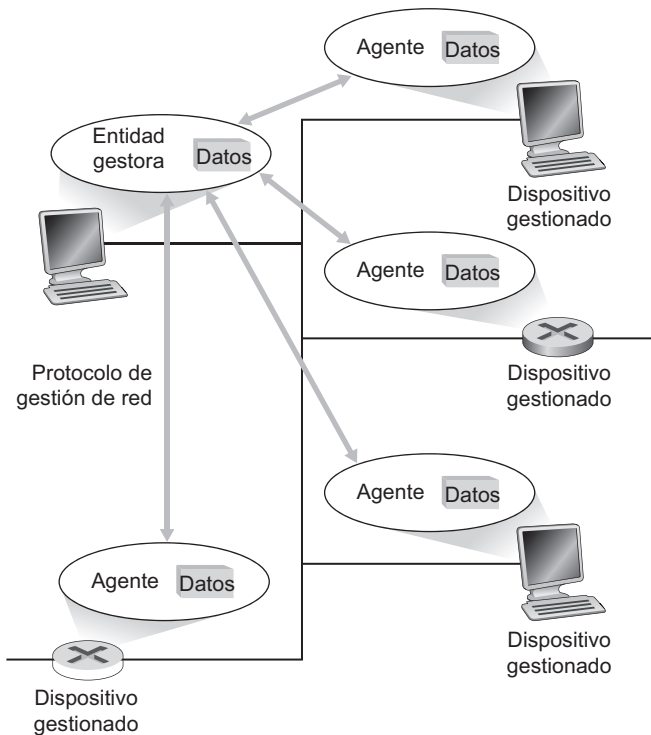 Agente
Datos
Dispositivo
gestionado
Entidad
gestora
Datos
Agente
Datos
Dispositivo
gestionado
Protocolo de
gestión de red
Agente
Datos
Dispositivo
gestionado
Agente
Datos
Dispositivo
gestionado